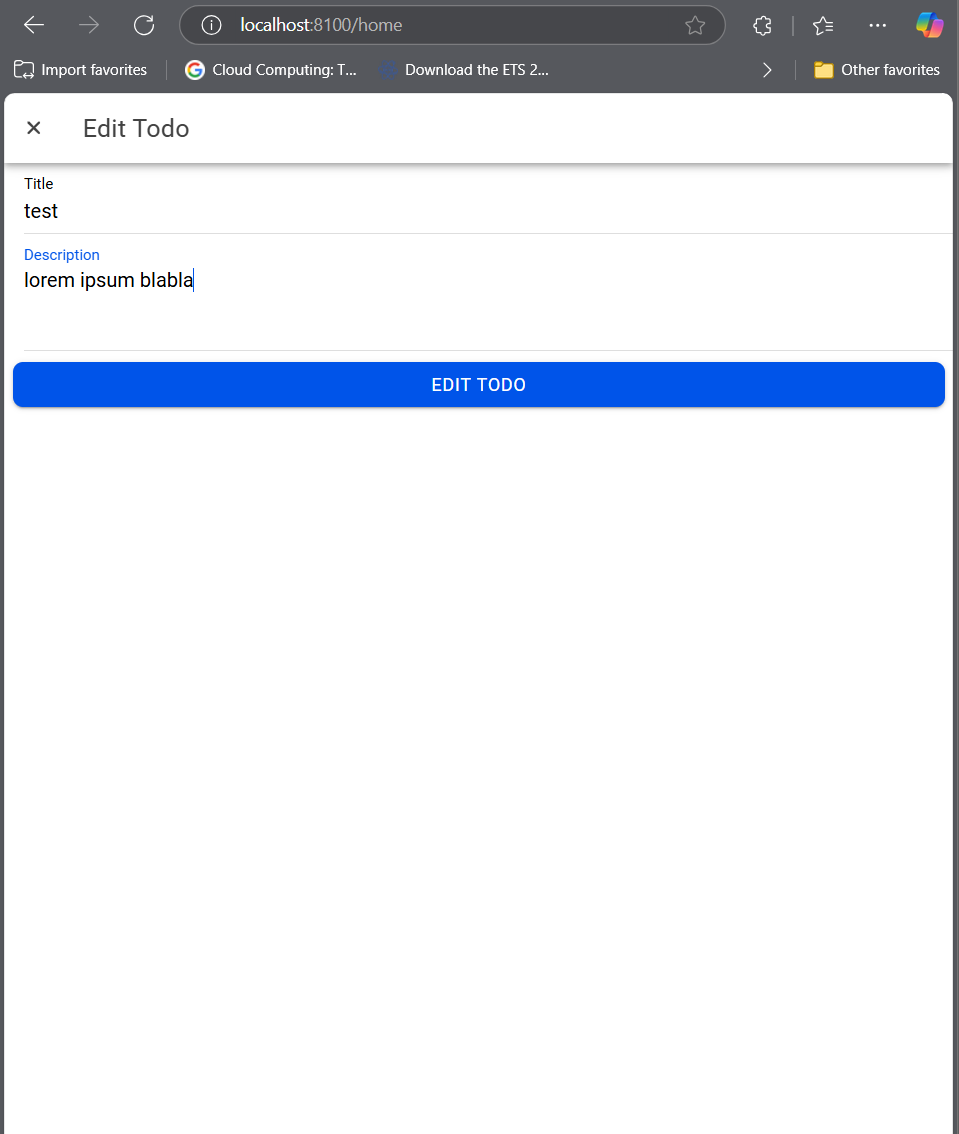 localhost:8100/home
Import favorites
Cloud Computing: T...
Download the ETS 2...
Other favorites
Edit Todo
Title
test
Description
lorem ipsum blabla
EDIT TODO